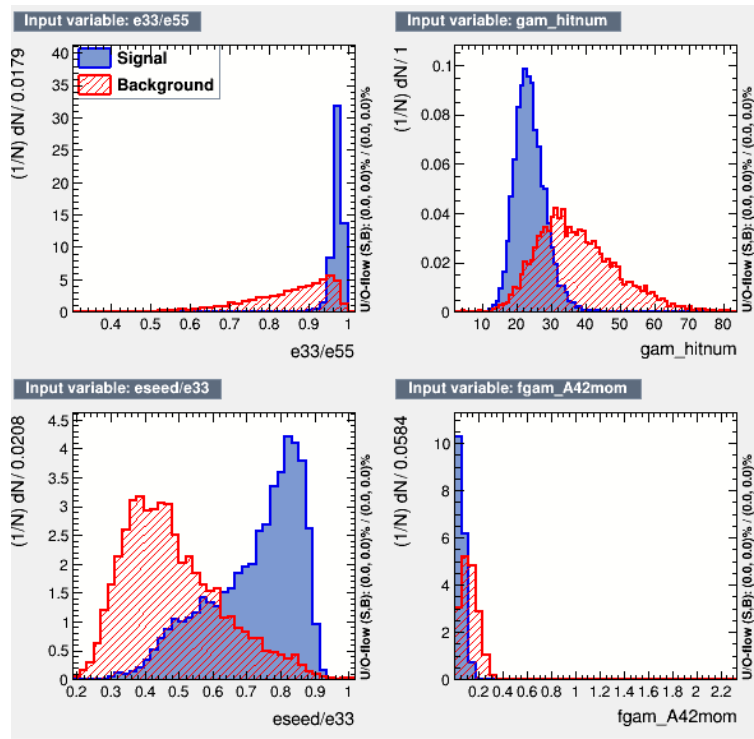 Input variable: e33/e55
(1/N) dN/ 0.0179
40
35
30
25
20
15
10
5
0
Signal
Background
0.4 0.5 0.6 0.7 0.8 0.9 1
e33/e55
U/O-flow (S,B): (0.0, 0.0)% / (0.0, 0.0)%
Input variable: gam_hitnum
(1/N) dN/ 1
0.1
0.08
0.06
0.04
0.02
0
10 20 30 40 50 60 70 80
gam_hitnum
U/O-flow (S,B): (0.0, 0.0)% / (0.0, 0.0)%
Input variable: eseed/e33
(1/N) dN/ 0.0208
4.5
4
3.5
3
2.5
2
1.5
1
0.5
0
0.2 0.3 0.4 0.5 0.6 0.7 0.8 0.9 1
eseed/e33
U/O-flow (S,B): (0.0, 0.0)% / (0.0, 0.0)%
Input variable: fgam_A42mom
(1/N) dN/ 0.0584
10
8
6
4
2
0
0.2 0.4 0.6 0.8 1 1.2 1.4 1.6 1.8 2 2.2
fgam_A42mom
U/O-flow (S,B): (0.0, 0.0)% / (0.0, 0.0)%